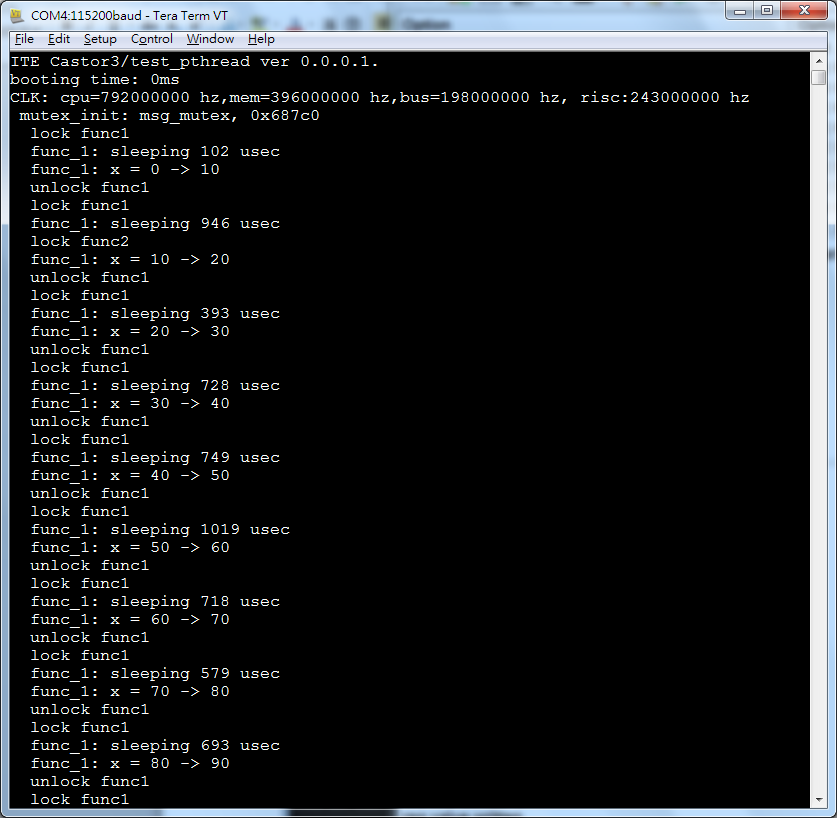 COM4:115200baud - Tera Term VT
File Edit Setup Control Window Help
ITE Castor3/test_pthread ver 0.0.0.1.
booting time: 0ms
CLK: cpu=792000000 hz,mem=396000000 hz,bus=198000000 hz, risc:243000000 hz
mutex_init: msg_mutex, 0x687c0
lock func1
func_1: sleeping 102 usec
func_1: x = 0 -> 10
unlock func1
lock func1
func_1: sleeping 946 usec
lock func2
func_1: x = 10 -> 20
unlock func1
lock func1
func_1: sleeping 393 usec
func_1: x = 20 -> 30
unlock func1
lock func1
func_1: sleeping 728 usec
func_1: x = 30 -> 40
unlock func1
lock func1
func_1: sleeping 749 usec
func_1: x = 40 -> 50
unlock func1
lock func1
func_1: sleeping 1019 usec
func_1: x = 50 -> 60
unlock func1
lock func1
func_1: sleeping 718 usec
func_1: x = 60 -> 70
unlock func1
lock func1
func_1: sleeping 579 usec
func_1: x = 70 -> 80
unlock func1
lock func1
func_1: sleeping 693 usec
func_1: x = 80 -> 90
unlock func1
lock func1